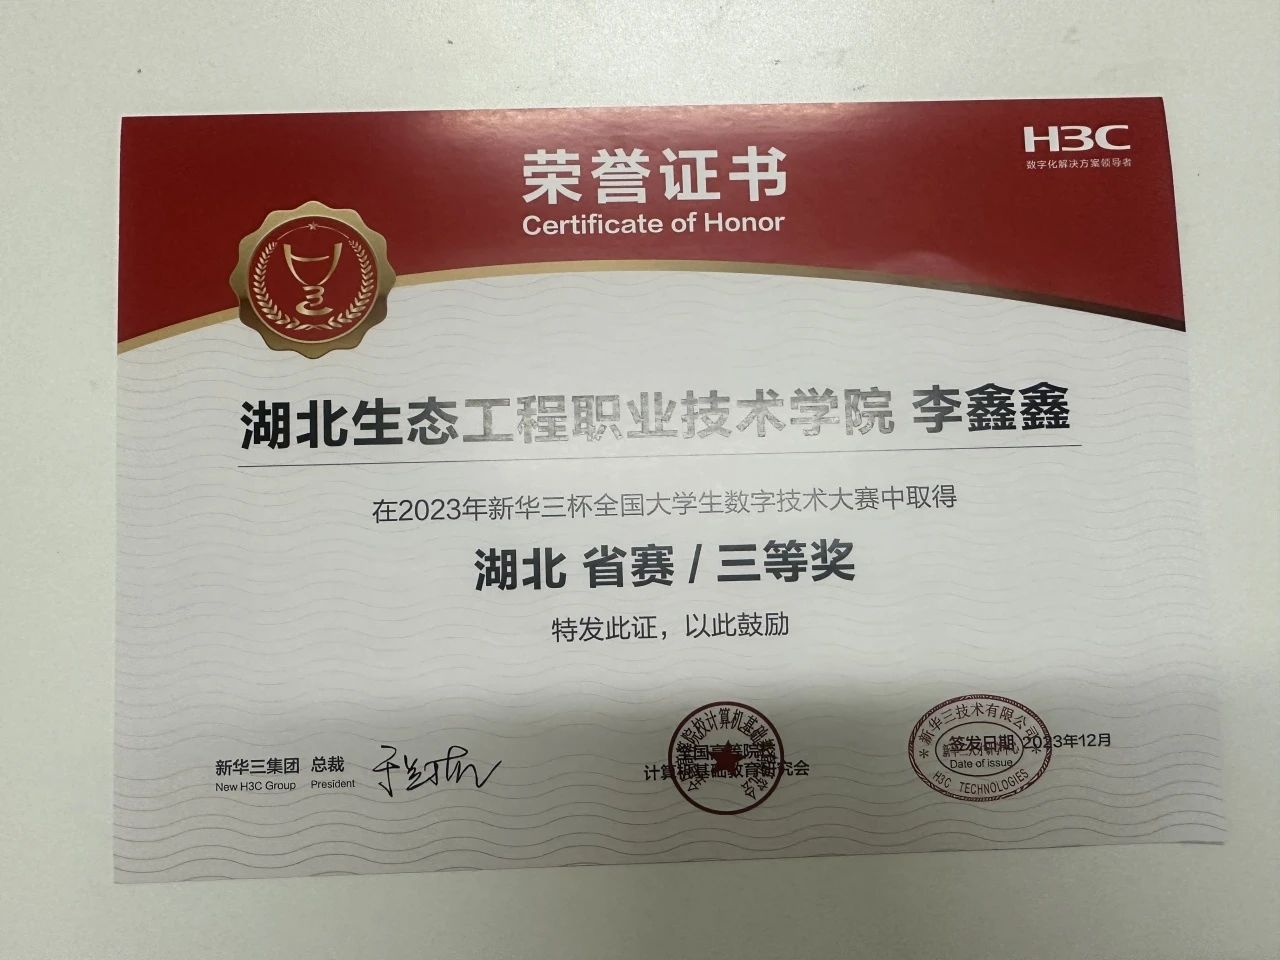 H3C
数字化解决方案领导者
荣誉证书
Certificate of Honor
湖北生态工程职业技术学院 李鑫鑫
在2023年新华三杯全国大学生数字技术大赛中取得
湖北 省赛 / 三等奖
特发此证，以此鼓励
新华三集团 总裁
New H3C Group President
全国高等院校
计算机基础教育研究会
新华三技术有限公司
签发日期 2023年12月
Date of issue
H3C TECHNOLOGIES